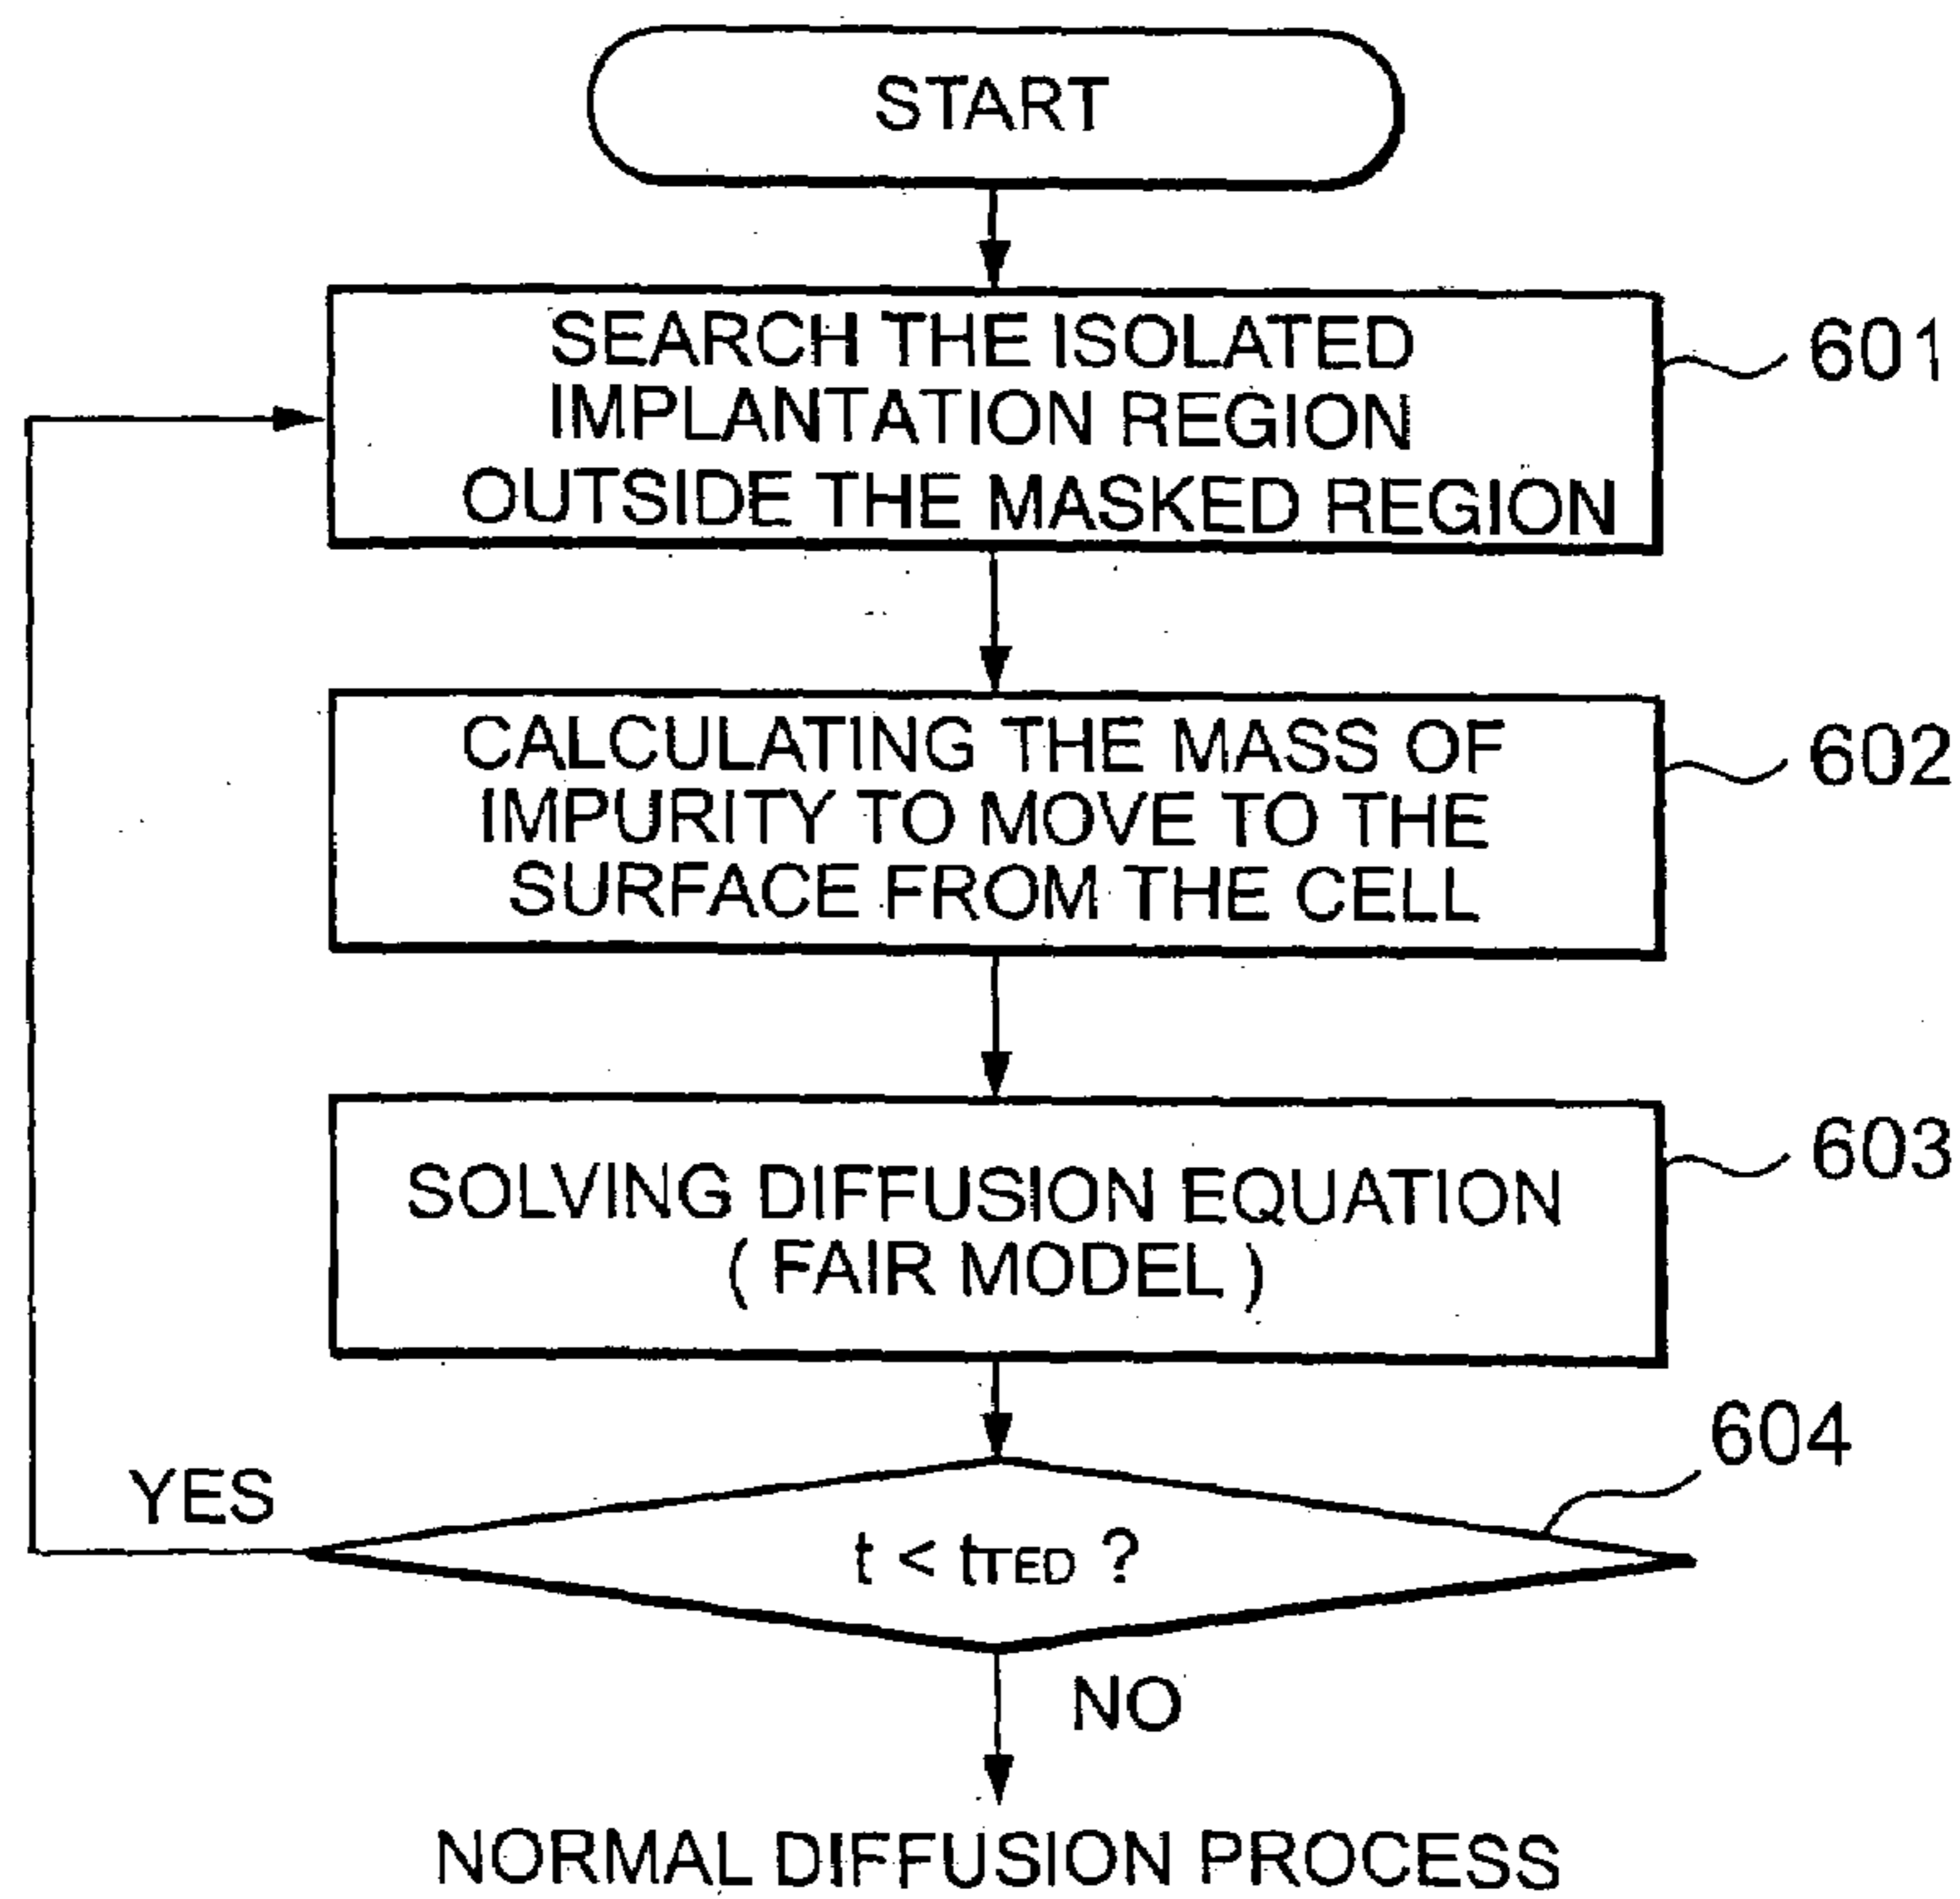 START
SEARCH THE ISOLATED
IMPLANTATION REGION
OUTSIDE THE MASKED REGION
601
CALCULATING THE MASS OF
IMPURITY TO MOVE TO THE
SURFACE FROM THE CELL
602
SOLVING DIFFUSION EQUATION
( FAIR MODEL )
603
604
YES
t < tTED ?
NO
NORMAL DIFFUSION PROCESS